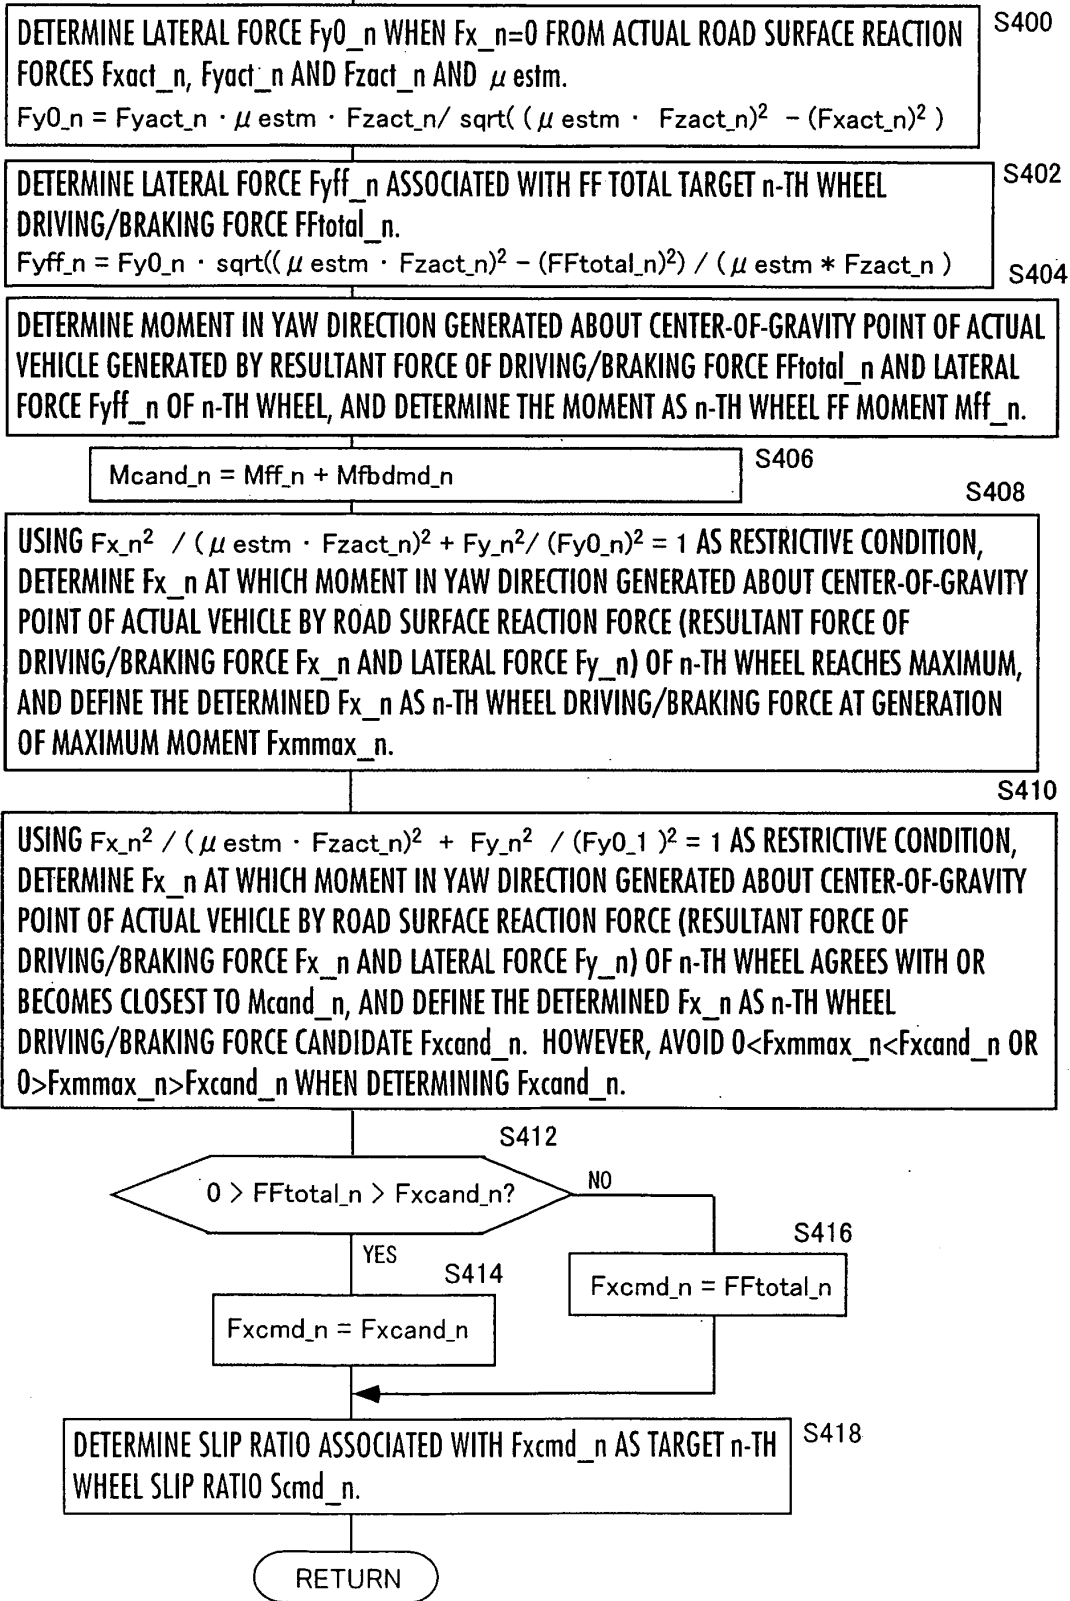 S400
DETERMINE LATERAL FORCE Fy0_n WHEN Fx_n=0 FROM ACTUAL ROAD SURFACE REACTION
FORCES Fxact_n, Fyact_n AND Fzact_n AND μ estm.
Fy0_n = Fyact_n · μ estm · Fzact_n/ sqrt( (μ estm · Fzact_n)² − (Fxact_n)² )
S402
DETERMINE LATERAL FORCE Fyff_n ASSOCIATED WITH FF TOTAL TARGET n-TH WHEEL
DRIVING/BRAKING FORCE FFtotal_n.
Fyff_n = Fy0_n · sqrt((μ estm · Fzact_n)² − (FFtotal_n)²) / (μ estm * Fzact_n )
S404
DETERMINE MOMENT IN YAW DIRECTION GENERATED ABOUT CENTER-OF-GRAVITY POINT OF ACTUAL
VEHICLE GENERATED BY RESULTANT FORCE OF DRIVING/BRAKING FORCE FFtotal_n AND LATERAL
FORCE Fyff_n OF n-TH WHEEL, AND DETERMINE THE MOMENT AS n-TH WHEEL FF MOMENT Mff_n.
S406
Mcand_n = Mff_n + Mfbdmd_n
S408
USING Fx_n² / (μ estm · Fzact_n)² + Fy_n²/ (Fy0_n)² = 1 AS RESTRICTIVE CONDITION,
DETERMINE Fx_n AT WHICH MOMENT IN YAW DIRECTION GENERATED ABOUT CENTER-OF-GRAVITY
POINT OF ACTUAL VEHICLE BY ROAD SURFACE REACTION FORCE (RESULTANT FORCE OF
DRIVING/BRAKING FORCE Fx_n AND LATERAL FORCE Fy_n) OF n-TH WHEEL REACHES MAXIMUM,
AND DEFINE THE DETERMINED Fx_n AS n-TH WHEEL DRIVING/BRAKING FORCE AT GENERATION
OF MAXIMUM MOMENT Fxmmax_n.
S410
USING Fx_n² / (μ estm · Fzact_n)² + Fy_n² / (Fy0_1 )² = 1 AS RESTRICTIVE CONDITION,
DETERMINE Fx_n AT WHICH MOMENT IN YAW DIRECTION GENERATED ABOUT CENTER-OF-GRAVITY
POINT OF ACTUAL VEHICLE BY ROAD SURFACE REACTION FORCE (RESULTANT FORCE OF
DRIVING/BRAKING FORCE Fx_n AND LATERAL FORCE Fy_n) OF n-TH WHEEL AGREES WITH OR
BECOMES CLOSEST TO Mcand_n, AND DEFINE THE DETERMINED Fx_n AS n-TH WHEEL
DRIVING/BRAKING FORCE CANDIDATE Fxcand_n. HOWEVER, AVOID 0<Fxmmax_n<Fxcand_n OR
0>Fxmmax_n>Fxcand_n WHEN DETERMINING Fxcand_n.
S412
0 > FFtotal_n > Fxcand_n?
NO
YES
S416
Fxcmd_n = FFtotal_n
S414
Fxcmd_n = Fxcand_n
S418
DETERMINE SLIP RATIO ASSOCIATED WITH Fxcmd_n AS TARGET n-TH
WHEEL SLIP RATIO Scmd_n.
RETURN